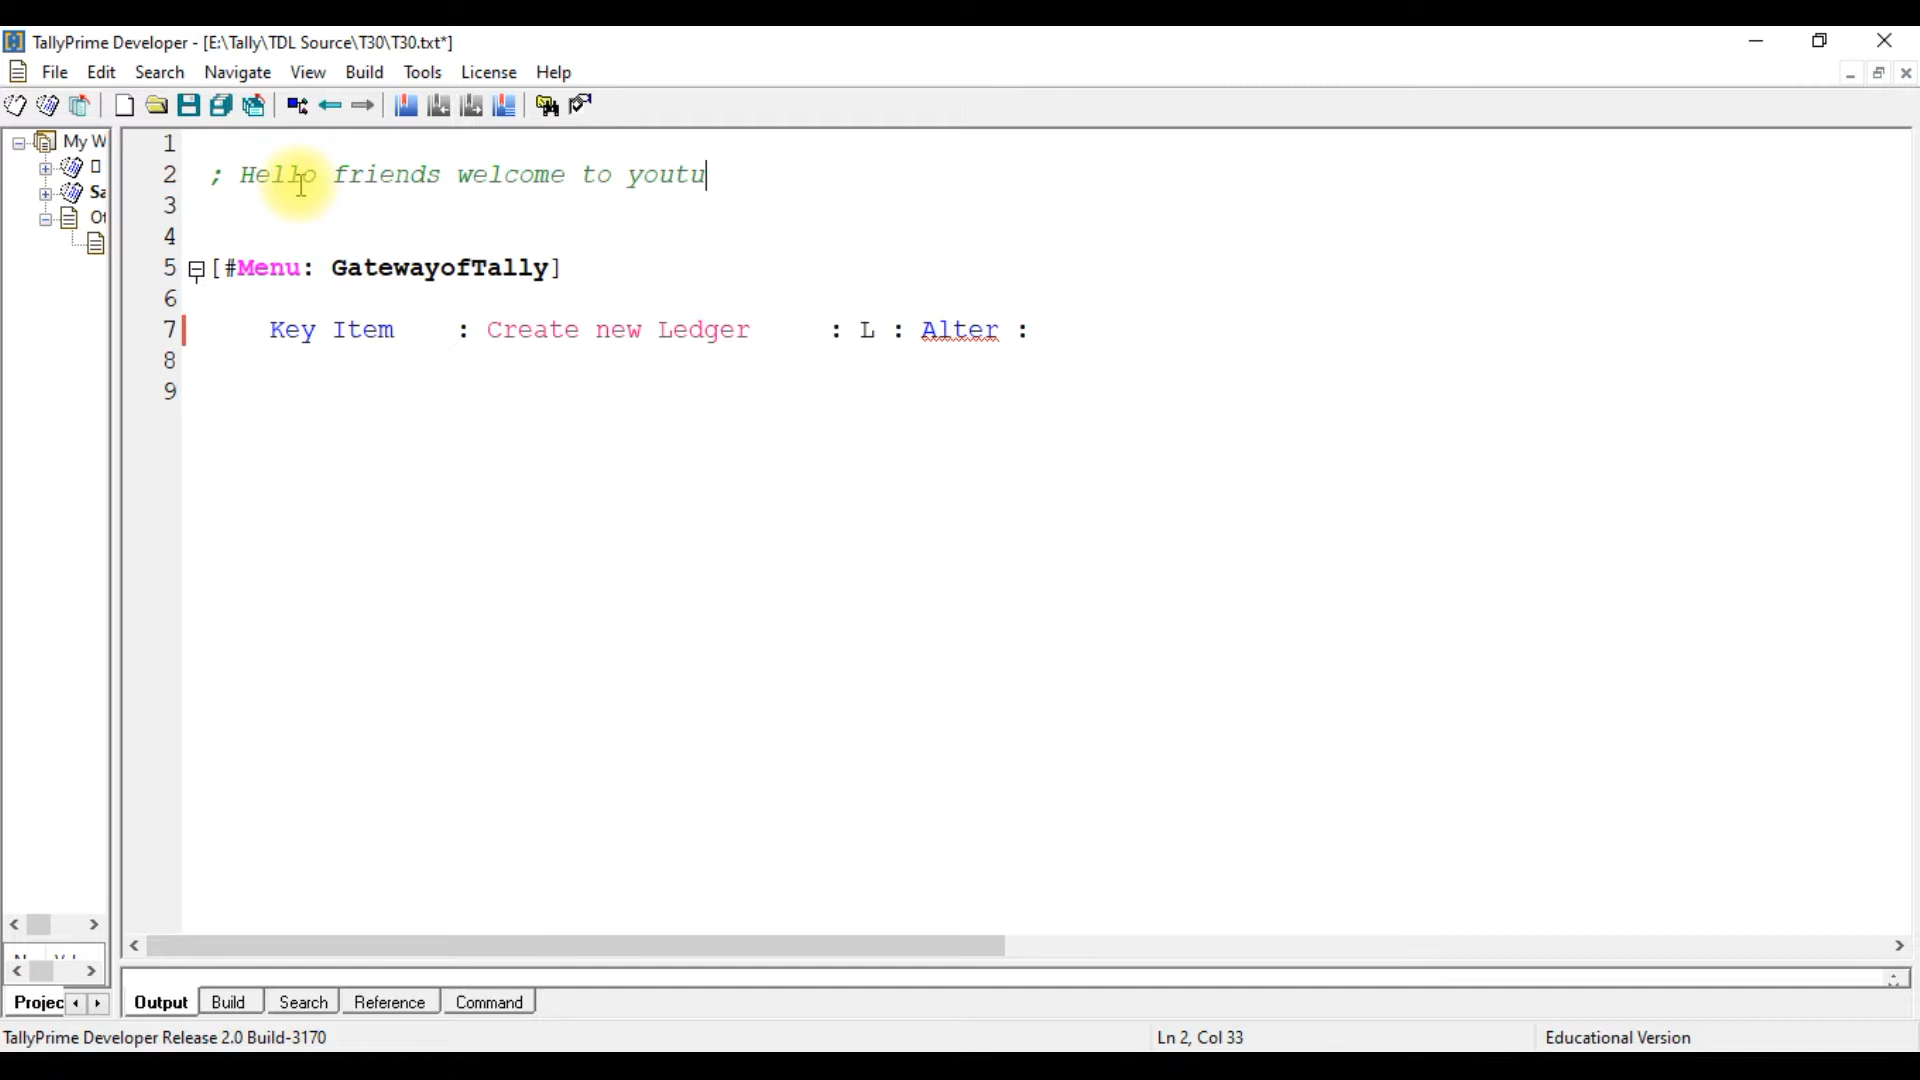 TallyPrime Developer - [E:\Tally\TDL Source\T30\T30.txt*]
File Edit Search Navigate View Build Tools License Help
My W
1
2 ; Hello friends welcome to youtu
3
4
5 [#Menu: GatewayofTally]
6
7 Key Item : Create new Ledger : L : Alter :
8
9
Sa
Ot
Projec
Output Build Search Reference Command
TallyPrime Developer Release 2.0 Build-3170 Ln 2, Col 33 Educational Version